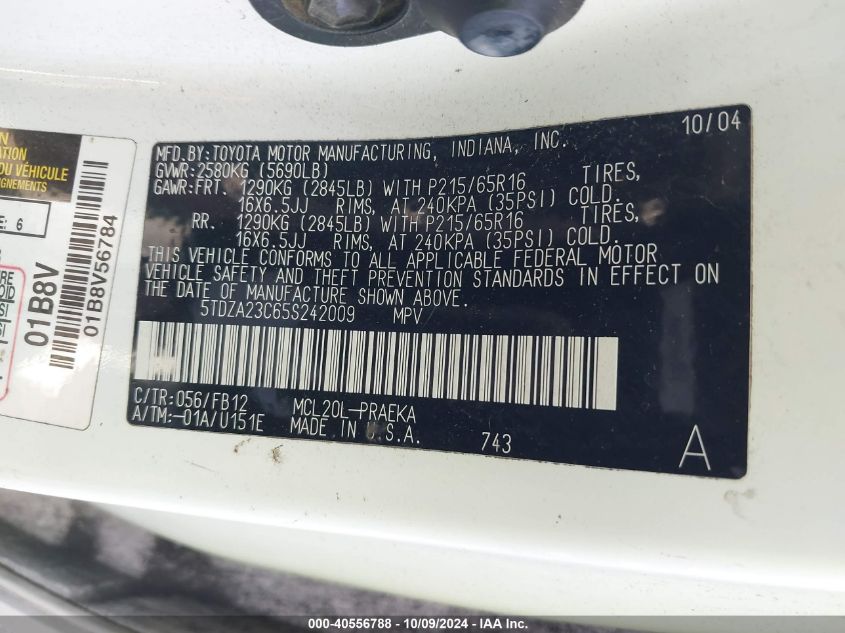 10/04
MFD.BY:TOYOTA MOTOR MANUFACTURING, INDIANA, INC.
GVWR:2580KG (5690LB)
GAWR:FRT. 1290KG (2845LB) WITH P215/65R16 TIRES,
16X6.5JJ RIMS, AT 240KPA (35PSI) COLD.
RR. 1290KG (2845LB) WITH P215/65R16 TIRES,
16X6.5JJ RIMS, AT 240KPA (35PSI) COLD.
THIS VEHICLE CONFORMS TO ALL APPLICABLE FEDERAL MOTOR
VEHICLE SAFETY AND THEFT PREVENTION STANDARDS IN EFFECT ON
THE DATE OF MANUFACTURE SHOWN ABOVE.
5TDZA23C65S242009 MPV
C/TR:056/FB12 MCL20L-PRAEKA
A/TM:-01A/U151E MADE IN U.S.A. 743
A
DU VÉHICULE
6
01B8V
01B8V56784
000-40556788 - 10/09/2024 - IAAI Inc.